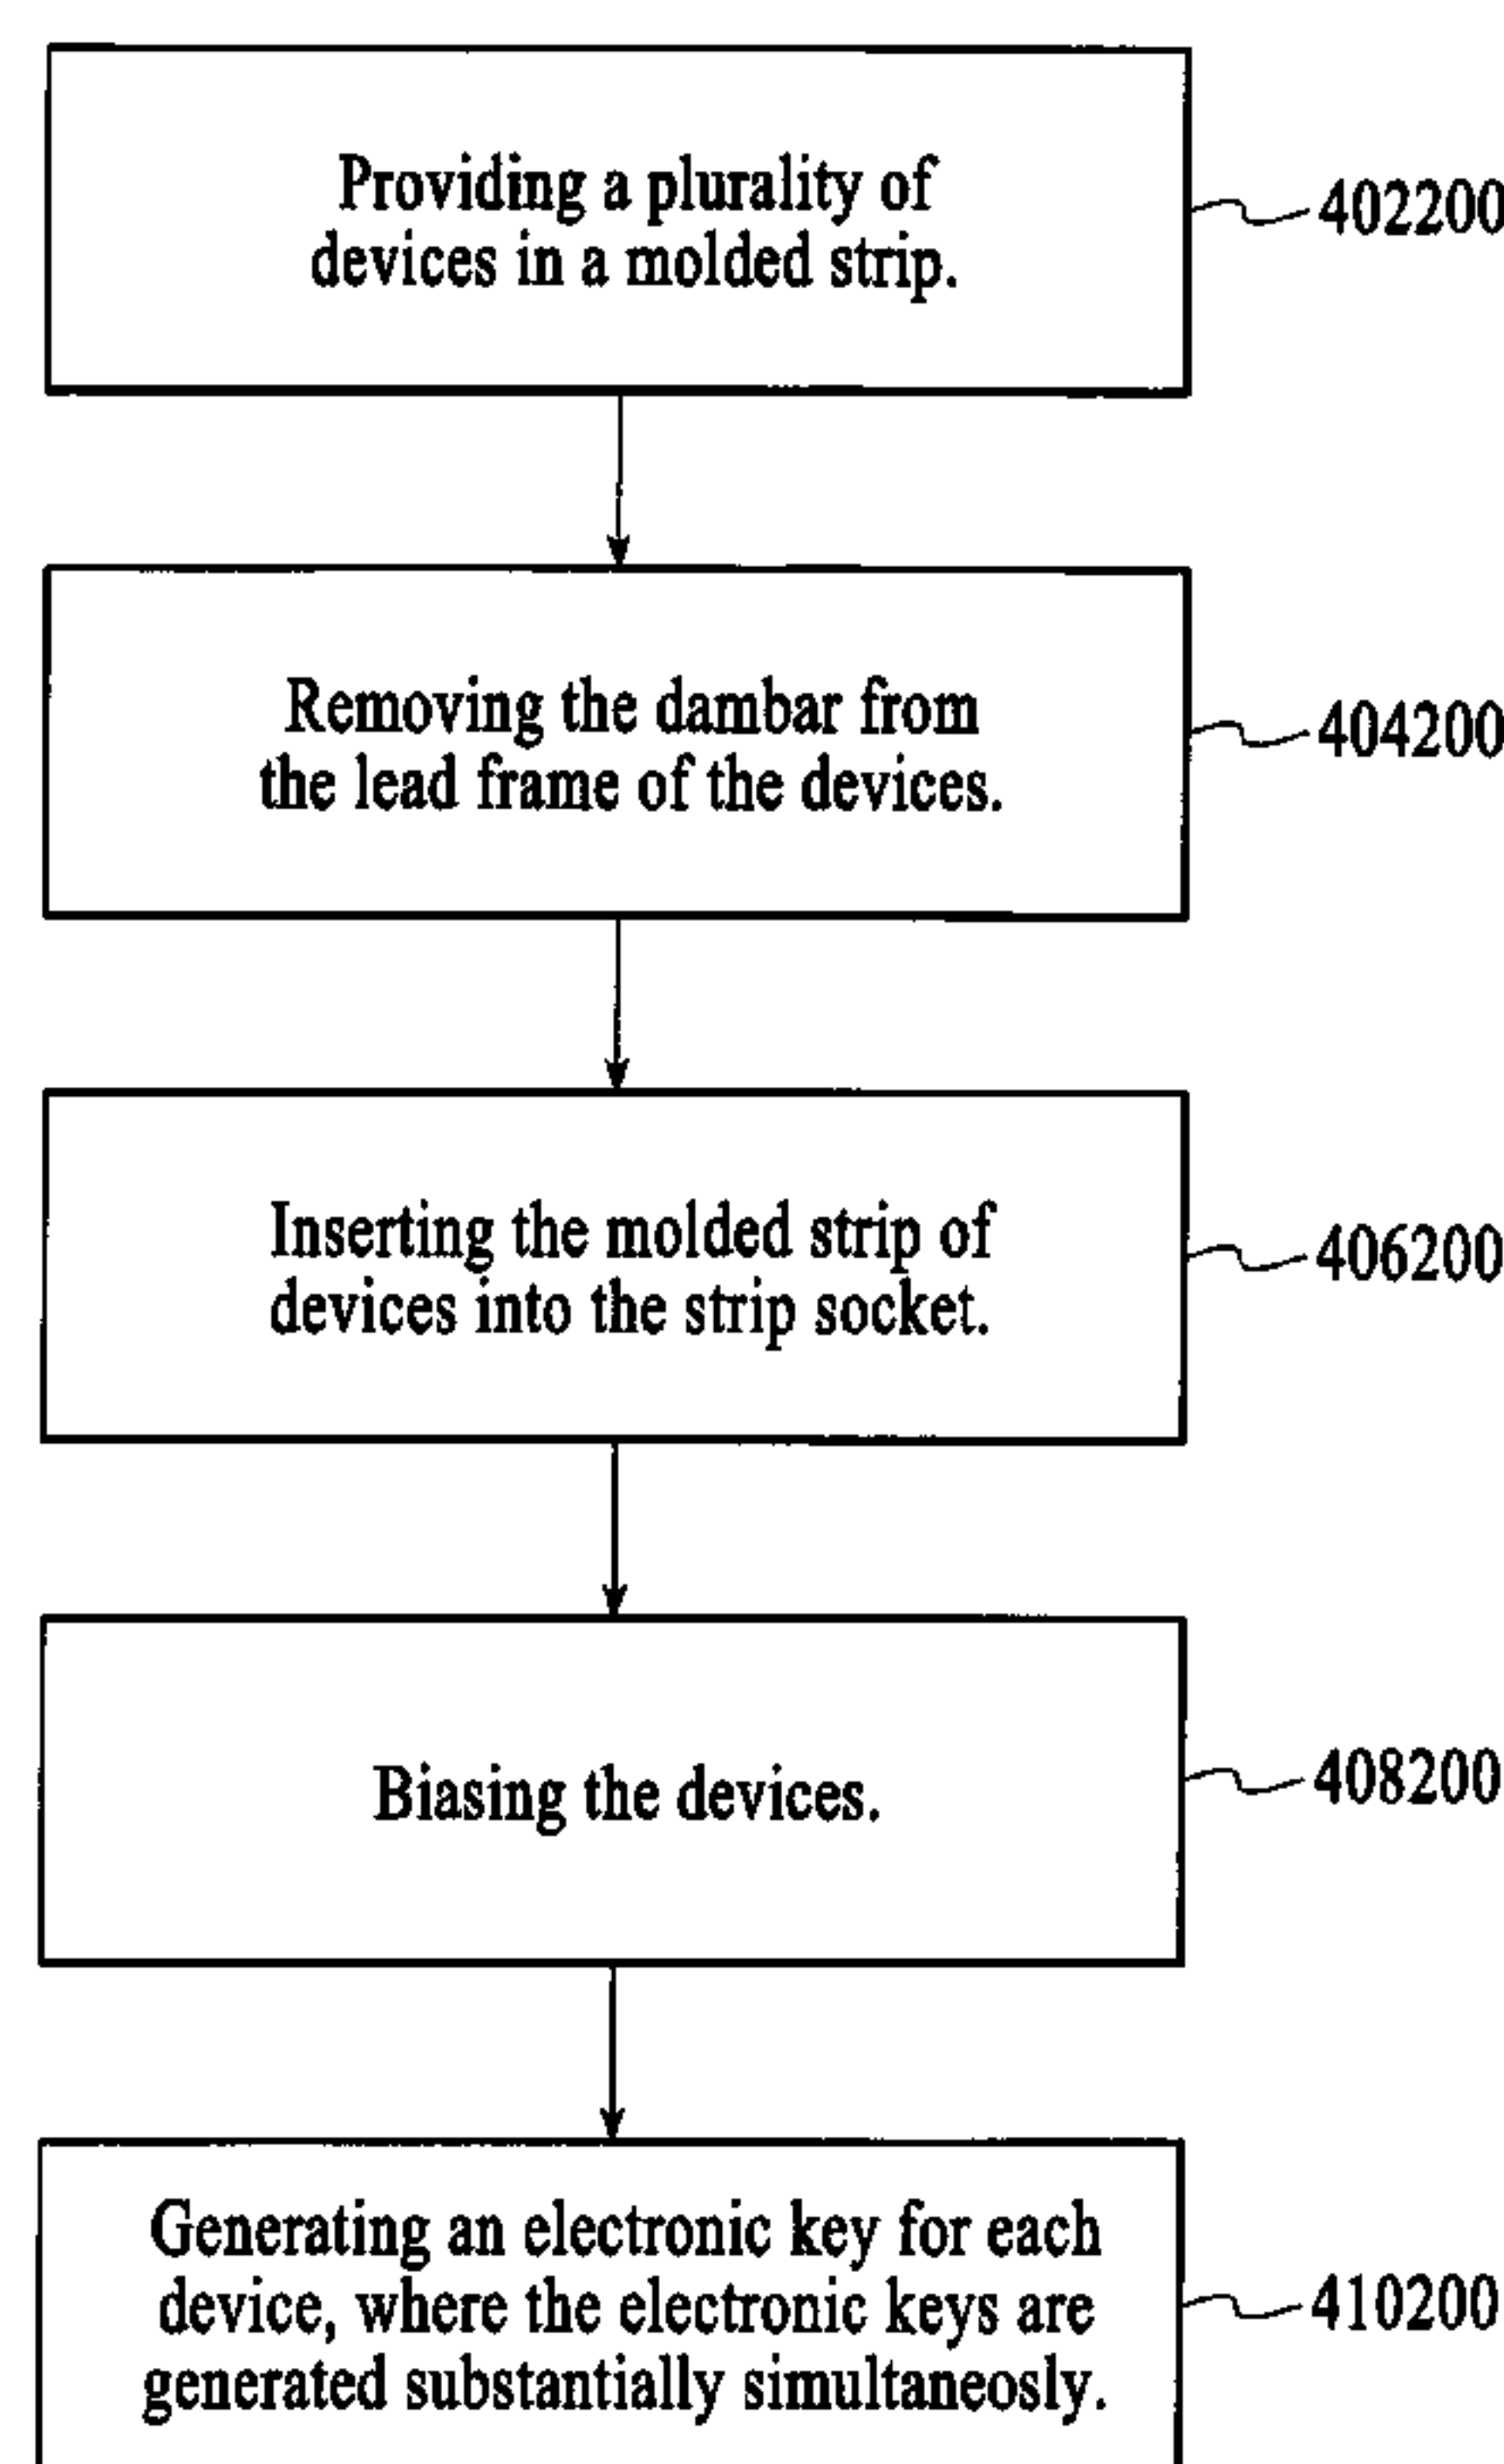 Providing a plurality of
devices in a molded strip.
402200
Removing the dambar from
the lead frame of the devices.
404200
Inserting the molded strip of
devices into the strip socket.
406200
Biasing the devices.
408200
Generating an electronic key for each
device, where the electronic keys are
generated substantially simultaneosly.
410200